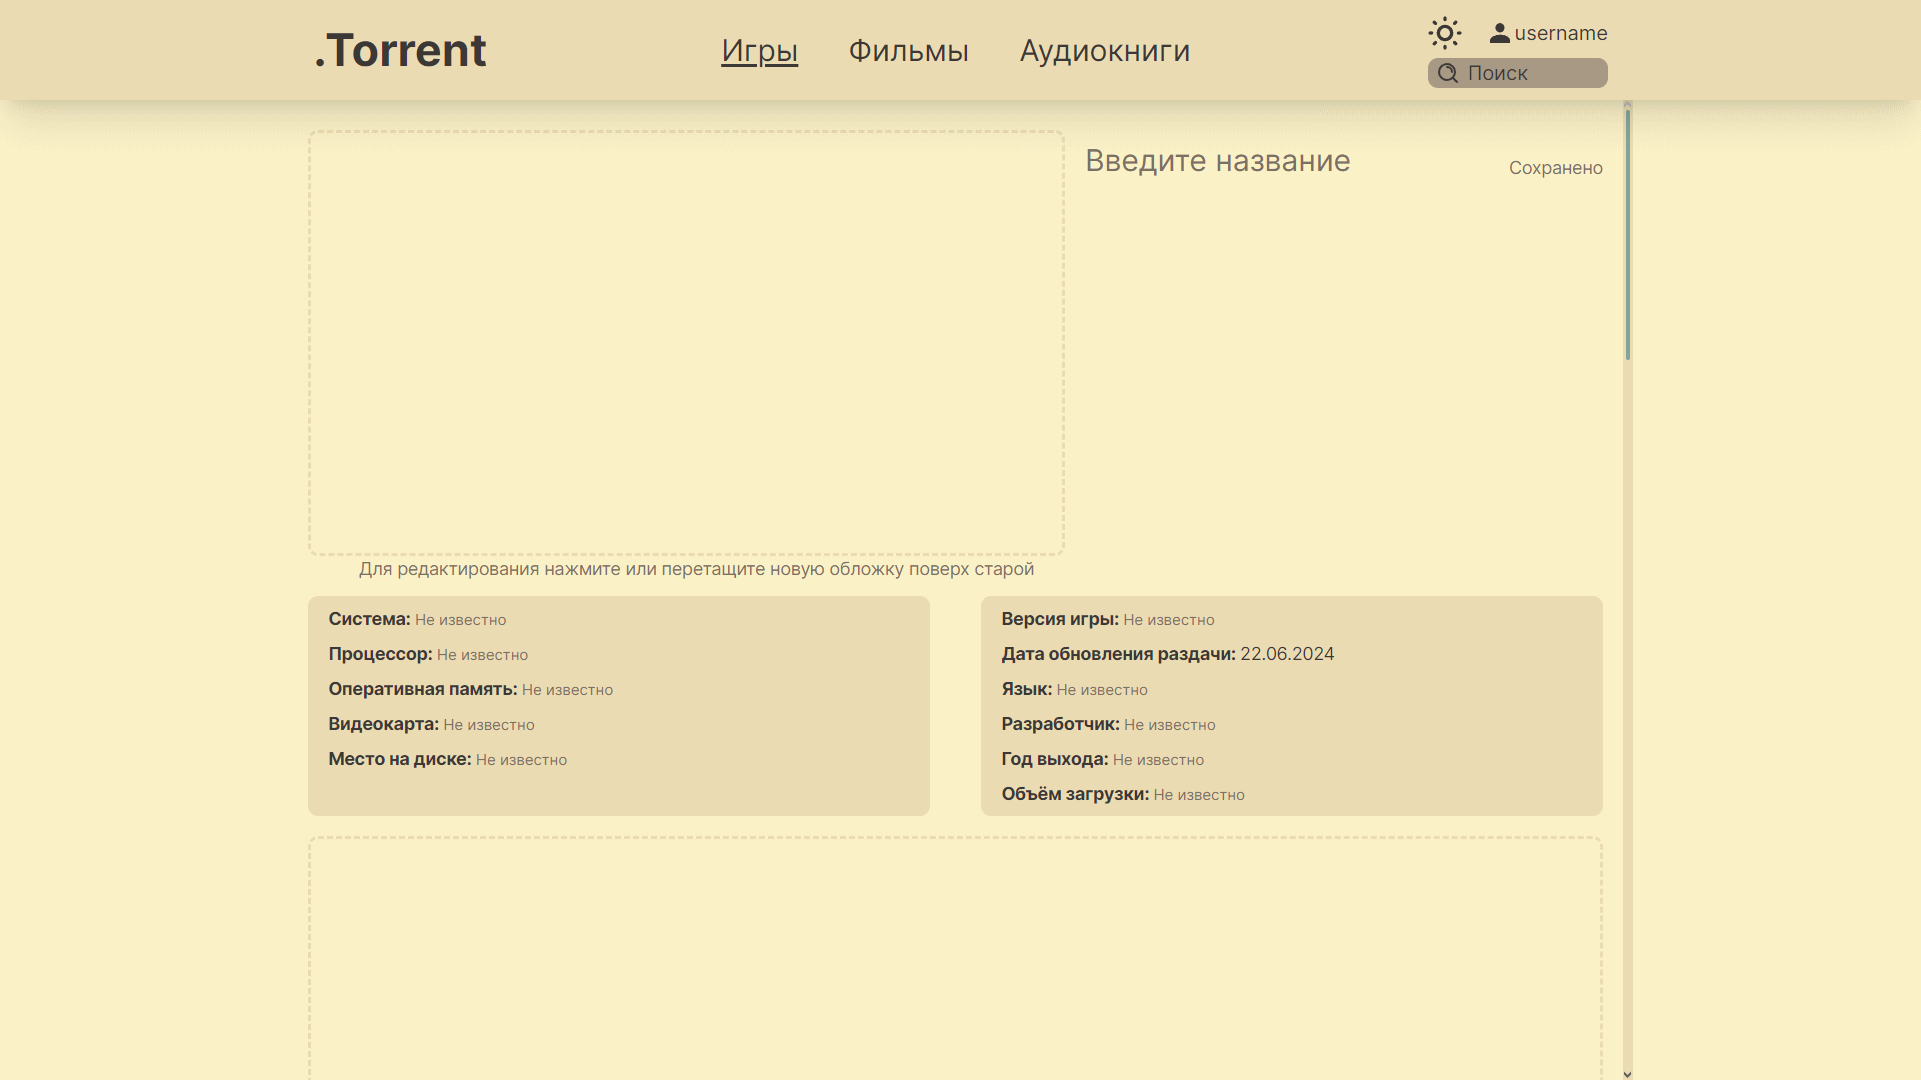 .Torrent
Игры
Фильмы
Аудиокниги
username
Поиск
Введите название
Сохранено
Для редактирования нажмите или перетащите новую обложку поверх старой
Система: Не известно
Процессор: Не известно
Оперативная память: Не известно
Видеокарта: Не известно
Место на диске: Не известно
Версия игры: Не известно
Дата обновления раздачи: 22.06.2024
Язык: Не известно
Разработчик: Не известно
Год выхода: Не известно
Объём загрузки: Не известно